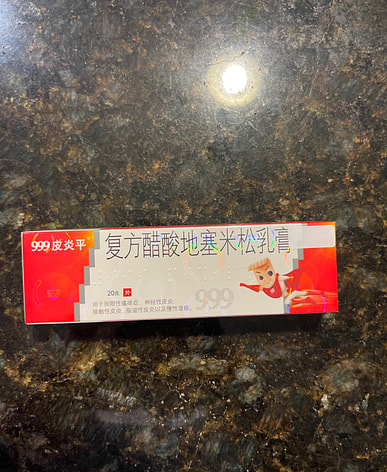 999皮炎平
复方醋酸地塞米松乳膏
20克 外
用于局限性瘙痒症、神经性皮炎、
接触性皮炎、脂溢性皮炎以及慢性湿疹。
999